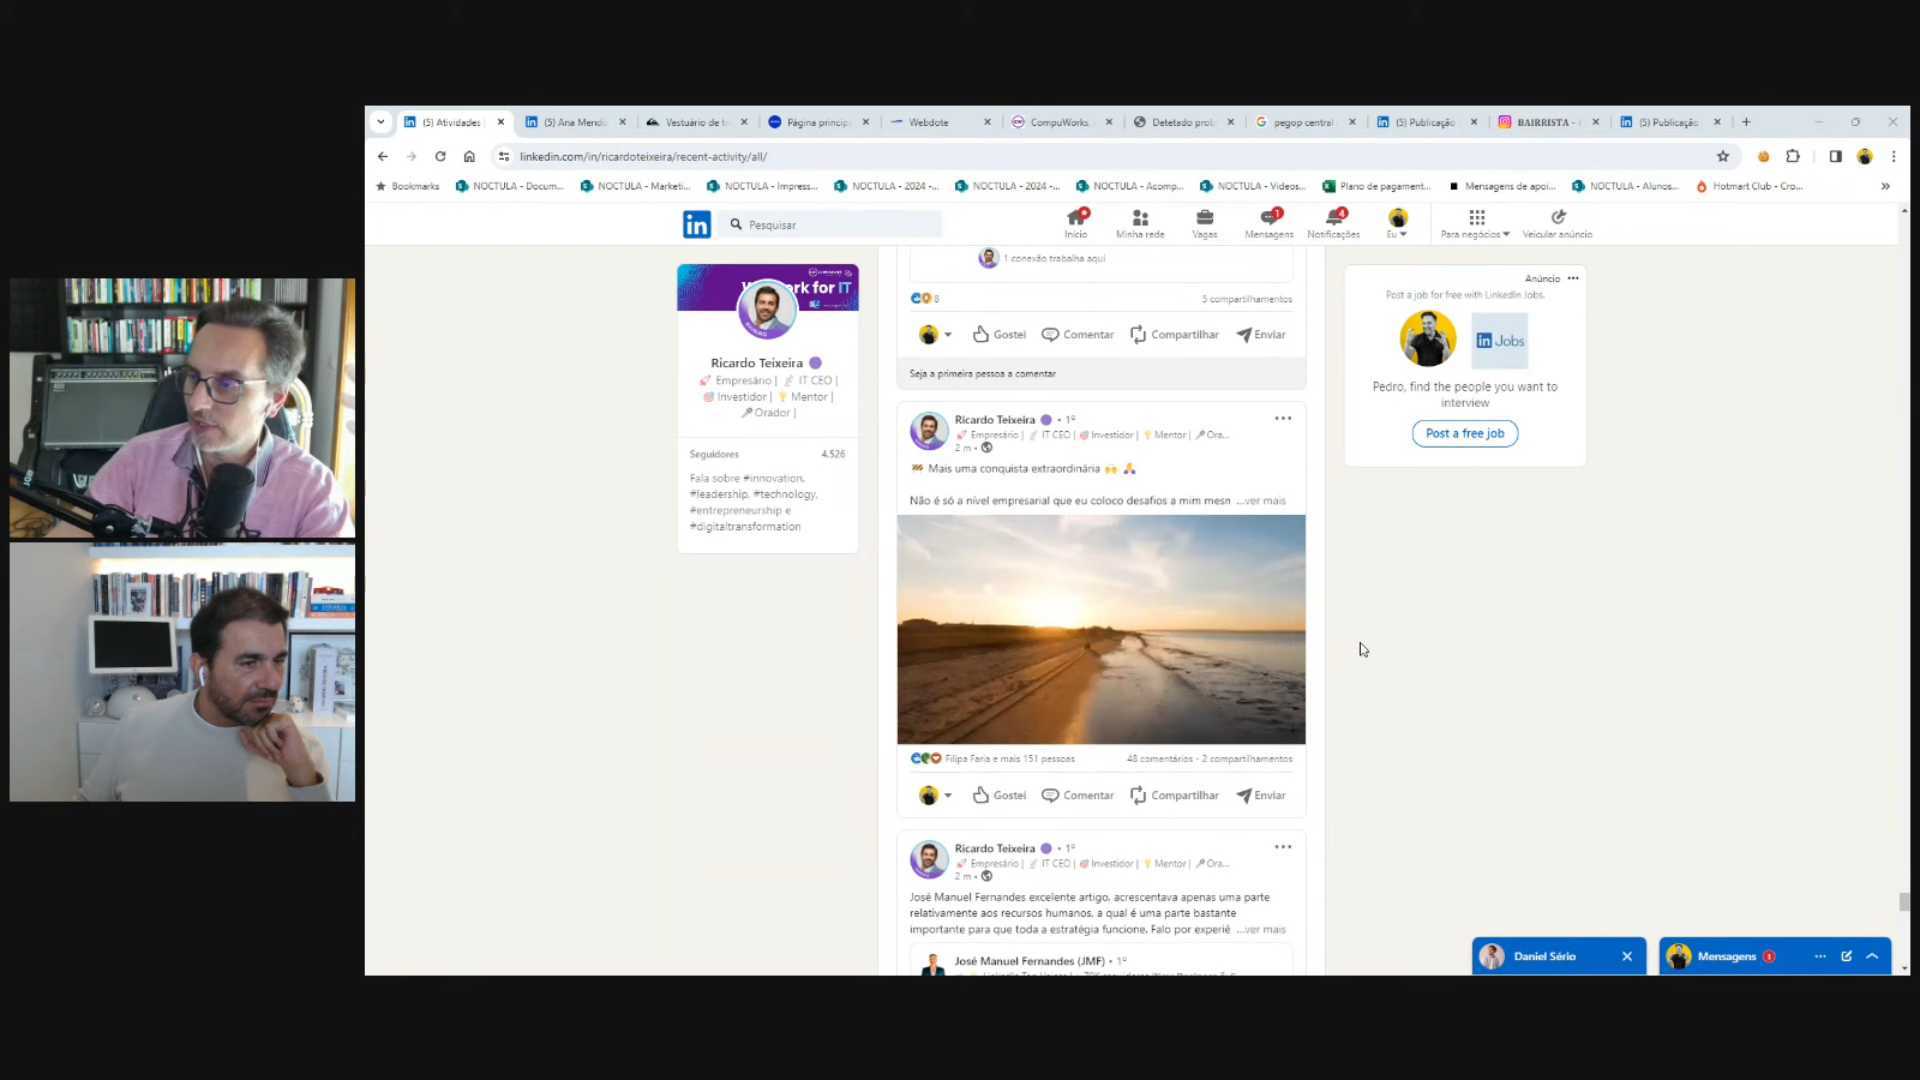 (5) Atividades
(5) Ana Mendo
Vestuário de tr
Página princip
Webdote
CompuWorks
Detetado prob
pegop central
(5) Publicação
BAIRRISTA -
(5) Publicação
linkedin.com/in/ricardoteixeira/recent-activity/all/
Bookmarks
NOCTULA - Docum...
NOCTULA - Marketi...
NOCTULA - Impress...
NOCTULA - 2024 -...
NOCTULA - 2024 -...
NOCTULA - Acomp...
NOCTULA - Videos...
Plano de pagament...
Mensagens de apoi...
NOCTULA - Alunos...
Hotmart Club - Cro...
in
Pesquisar
Início
Minha rede
Vagas
1
Mensagens
4
Notificações
Eu
Para negócios
Veicular anúncio
rk for IT
Ricardo Teixeira
Empresário | IT CEO |
Investidor | Mentor |
Orador |
Seguidores 4.526
Fala sobre #innovation,
#leadership, #technology,
#entrepreneurship e
#digitaltransformation
1 conexão trabalha aqui
8 5 compartilhamentos
Gostei Comentar Compartilhar Enviar
Seja a primeira pessoa a comentar
Ricardo Teixeira • 1º
Empresário | IT CEO | Investidor | Mentor | Ora...
2 m •
🚧 Mais uma conquista extraordinária 🙌 🙏
Não é só a nível empresarial que eu coloco desafios a mim mesn ...ver mais
Filipa Faria e mais 151 pessoas 48 comentários • 2 compartilhamentos
Gostei Comentar Compartilhar Enviar
Ricardo Teixeira • 1º
Empresário | IT CEO | Investidor | Mentor | Ora...
2 m •
José Manuel Fernandes excelente artigo, acrescentava apenas uma parte
relativamente aos recursos humanos, a qual é uma parte bastante
importante para que toda a estratégia funcione. Falo por experiê ...ver mais
José Manuel Fernandes (JMF) • 1º
Anúncio
Post a job for free with LinkedIn Jobs.
in Jobs
Pedro, find the people you want to
interview
Post a free job
Daniel Sério
Mensagens 1